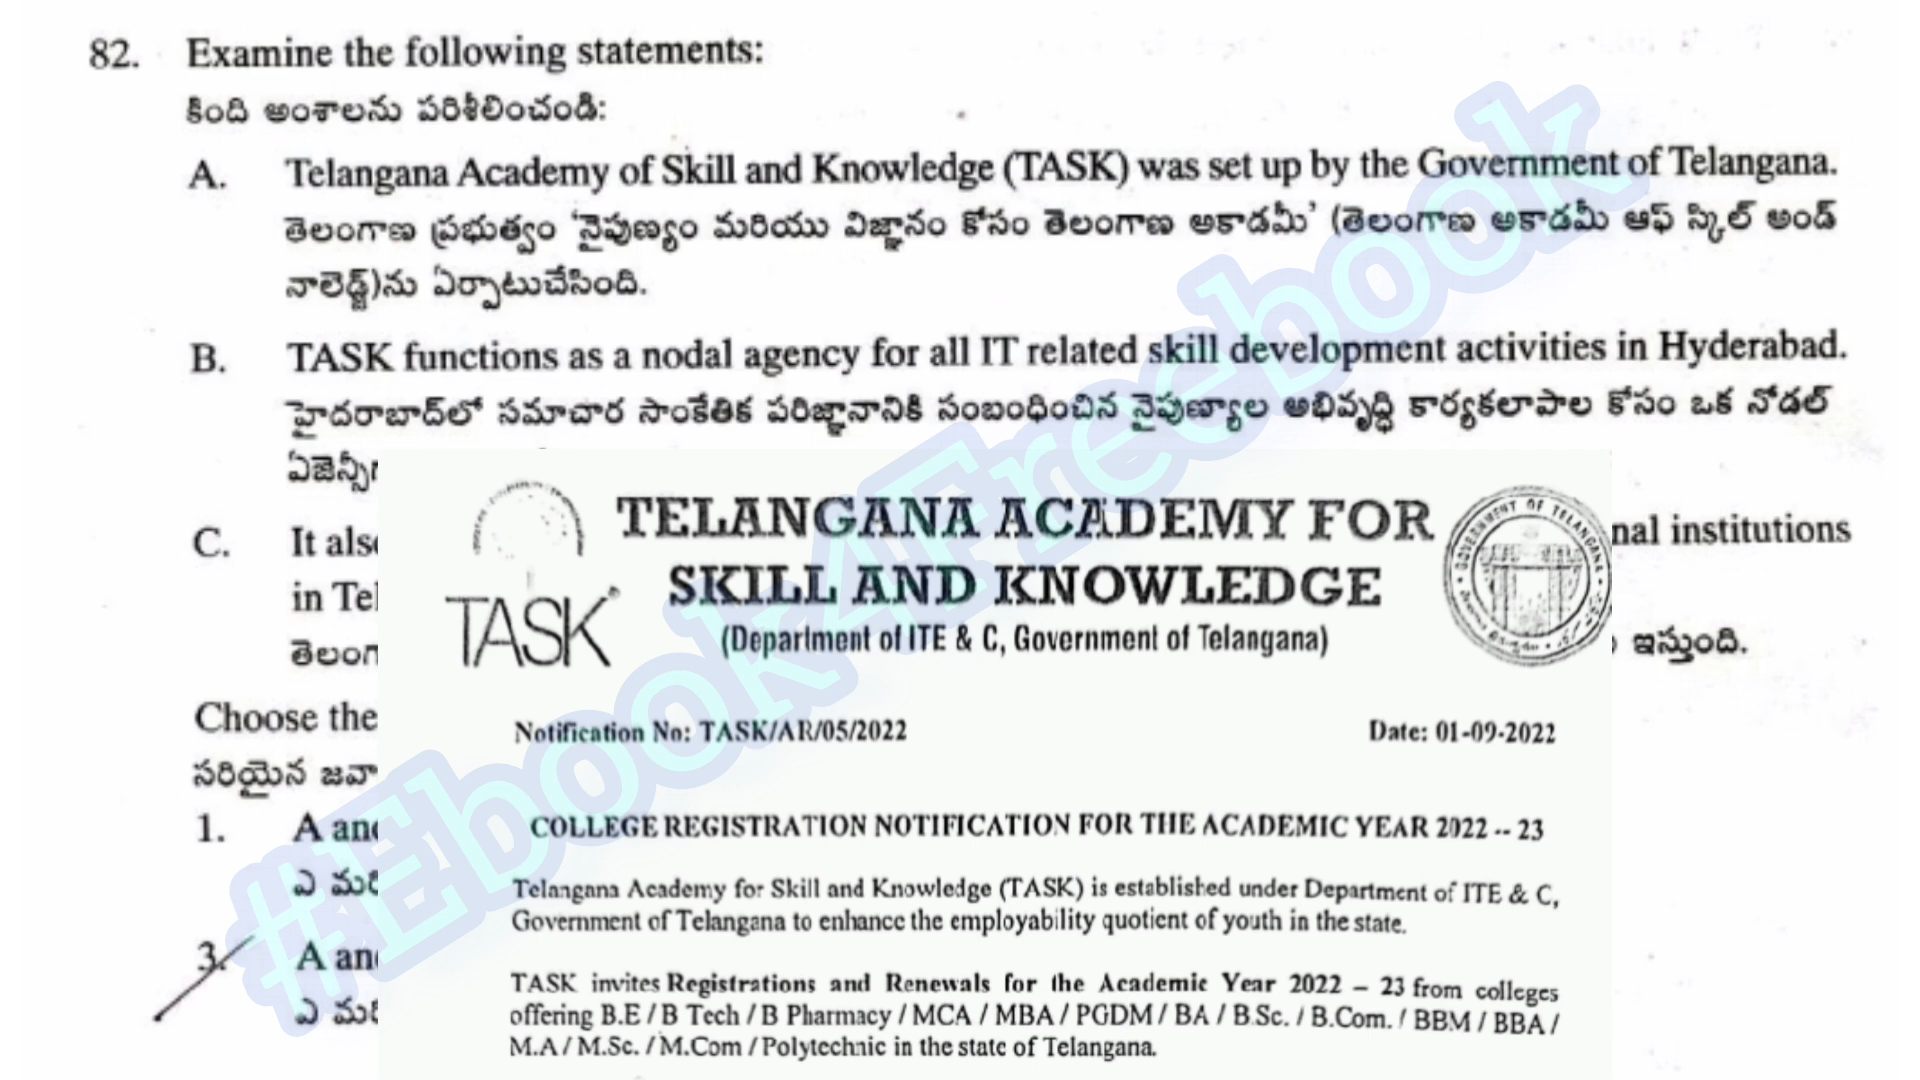 82. Examine the following statements:
కింది అంశాలను పరిశీలించండి:
A. Telangana Academy of Skill and Knowledge (TASK) was set up by the Government of Telangana.
తెలంగాణ ప్రభుత్వం 'నైపుణ్యం మరియు విజ్ఞానం కోసం తెలంగాణ అకాడమీ' (తెలంగాణ అకాడమీ ఆఫ్ స్కిల్ అండ్
నాలెడ్జ్)ను ఏర్పాటుచేసింది.
B. TASK functions as a nodal agency for all IT related skill development activities in Hyderabad.
హైదరాబాద్‌లో సమాచార సాంకేతిక పరిజ్ఞానానికి సంబంధించిన నైపుణ్యాల అభివృద్ధి కార్యకలాపాల కోసం ఒక నోడల్
C. It nal institutions
in
ఇస్తుంది.
Choose the
సరియైన
1. A
ఎ
3. A
ఎ
TASK
TELANGANA ACADEMY FOR
SKILL AND KNOWLEDGE
(Department of ITE & C, Government of Telangana)
GOVERNMENT OF TELANGANA
Notification No: TASK/AR/05/2022 Date: 01-09-2022
COLLEGE REGISTRATION NOTIFICATION FOR THE ACADEMIC YEAR 2022 -- 23
Telangana Academy for Skill and Knowledge (TASK) is established under Department of ITE & C,
Government of Telangana to enhance the employability quotient of youth in the state.
TASK invites Registrations and Renewals for the Academic Year 2022 – 23 from colleges
offering B.E / B Tech / B Pharmacy / MCA / MBA / PGDM / BA / B.Sc. / B.Com. / BBM / BBA /
M.A / M.Sc. / M.Com / Polytechnic in the state of Telangana.
#Ebook4Freebook